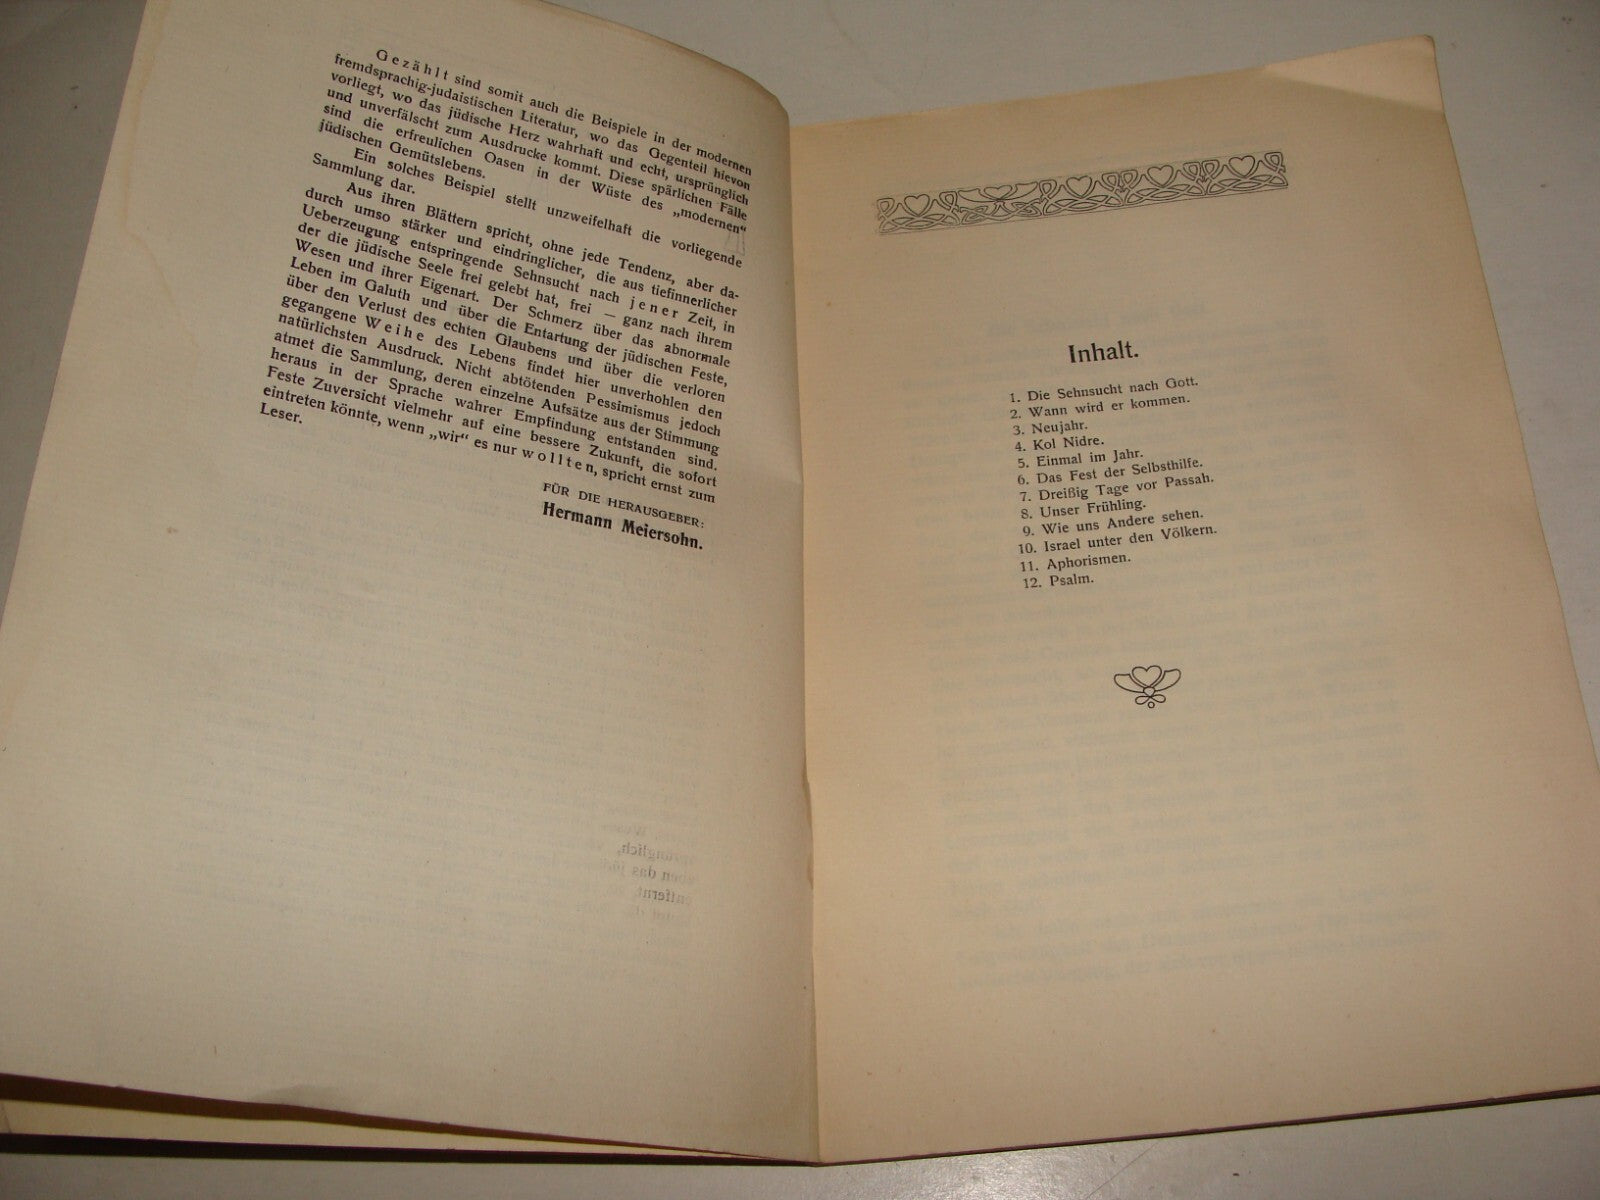 Gezählt sind somit auch die Beispiele in der modernen
fremdsprachig-judaistischen Literatur, wo das Gegenteil hievon
vorliegt, wo das jüdische Herz wahrhaft und echt, ursprünglich
und unverfälscht zum Ausdrucke kommt. Diese spärlichen Fälle
sind die erfreulichen Oasen in der Wüste des „modernen“
jüdischen Gemütslebens.
Ein solches Beispiel stellt unzweifelhaft die vorliegende
Sammlung dar.
Aus ihren Blättern spricht, ohne jede Tendenz, aber da-
durch umso stärker und eindringlicher, die aus tiefinnerlicher
Ueberzeugung entspringende Sehnsucht nach jener Zeit, in
der die jüdische Seele frei gelebt hat, frei — ganz nach ihrem
Wesen und ihrer Eigenart. Der Schmerz über das abnormale
Leben im Galuth und über die Entartung der jüdischen Feste,
über den Verlust des echten Glaubens und über die verloren
gegangene Weihe des Lebens findet hier unverhohlen den
natürlichsten Ausdruck. Nicht abtötenden Pessimismus jedoch
atmet die Sammlung, deren einzelne Aufsätze aus der Stimmung
heraus in der Sprache wahrer Empfindung entstanden sind.
Feste Zuversicht vielmehr auf eine bessere Zukunft, die sofort
eintreten könnte, wenn „wir“ es nur wollten, spricht ernst zum
Leser.
FÜR DIE HERAUSGEBER:
Hermann Meiersohn.
Inhalt.
1. Die Sehnsucht nach Gott.
2. Wann wird er kommen.
3. Neujahr.
4. Kol Nidre.
5. Einmal im Jahr.
6. Das Fest der Selbsthilfe.
7. Dreißig Tage vor Passah.
8. Unser Frühling.
9. Wie uns Andere sehen.
10. Israel unter den Völkern.
11. Aphorismen.
12. Psalm.